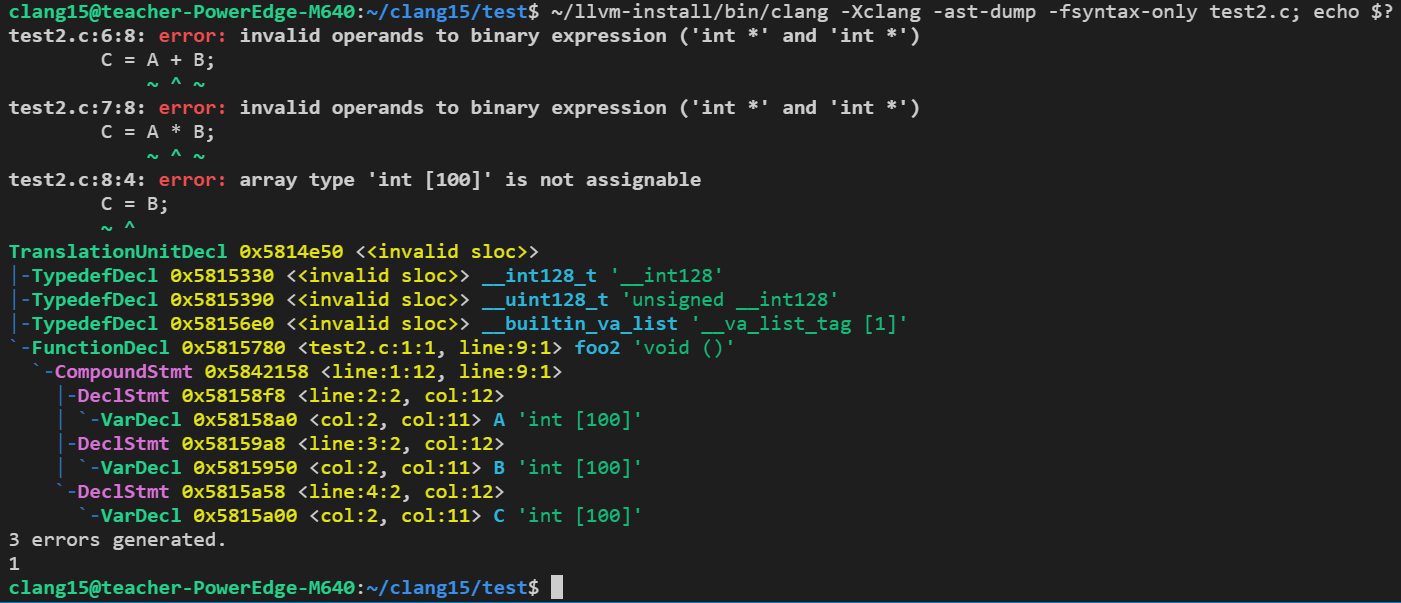 clang15@teacher-PowerEdge-M640:~/clang15/test$ ~/llvm-install/bin/clang -Xclang -ast-dump -fsyntax-only test2.c; echo $?
test2.c:6:8: error: invalid operands to binary expression ('int *' and 'int *')
        C = A + B;
            ~ ^ ~
test2.c:7:8: error: invalid operands to binary expression ('int *' and 'int *')
        C = A * B;
            ~ ^ ~
test2.c:8:4: error: array type 'int [100]' is not assignable
        C = B;
        ~ ^
TranslationUnitDecl 0x5814e50 <<invalid sloc>>
|-TypedefDecl 0x5815330 <<invalid sloc>> __int128_t '__int128'
|-TypedefDecl 0x5815390 <<invalid sloc>> __uint128_t 'unsigned __int128'
|-TypedefDecl 0x58156e0 <<invalid sloc>> __builtin_va_list '__va_list_tag [1]'
`-FunctionDecl 0x5815780 <test2.c:1:1, line:9:1> foo2 'void ()'
  `-CompoundStmt 0x5842158 <line:1:12, line:9:1>
    |-DeclStmt 0x58158f8 <line:2:2, col:12>
    | `-VarDecl 0x58158a0 <col:2, col:11> A 'int [100]'
    |-DeclStmt 0x58159a8 <line:3:2, col:12>
    | `-VarDecl 0x5815950 <col:2, col:11> B 'int [100]'
    `-DeclStmt 0x5815a58 <line:4:2, col:12>
      `-VarDecl 0x5815a00 <col:2, col:11> C 'int [100]'
3 errors generated.
1
clang15@teacher-PowerEdge-M640:~/clang15/test$